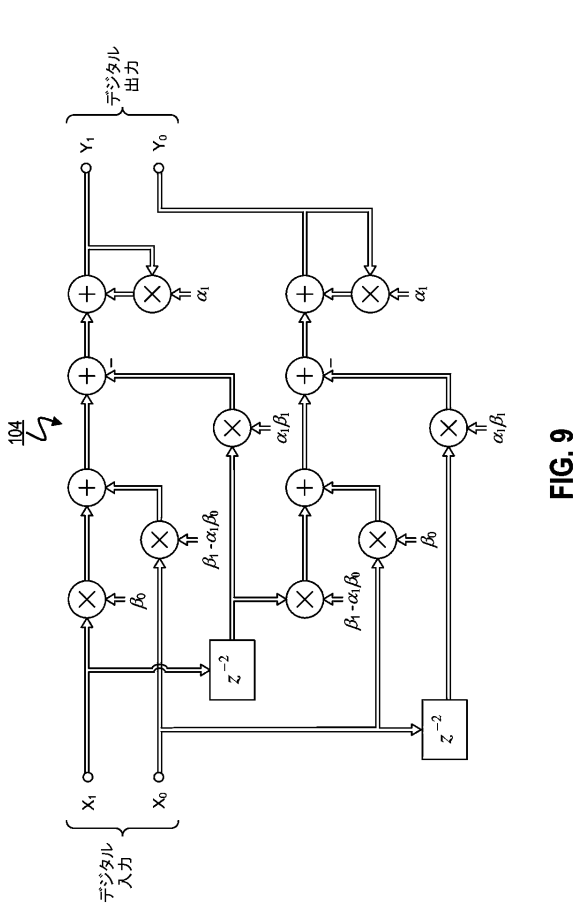 104
デジタル
入力
X₁
X₀
β₀
β₁-α₁β₀
z⁻²
α₁β₁
-
α₁
Y₁
Y₀
デジタル
出力
β₁-α₁β₀
β₀
z⁻²
α₁β₁
-
α₁
FIG. 9